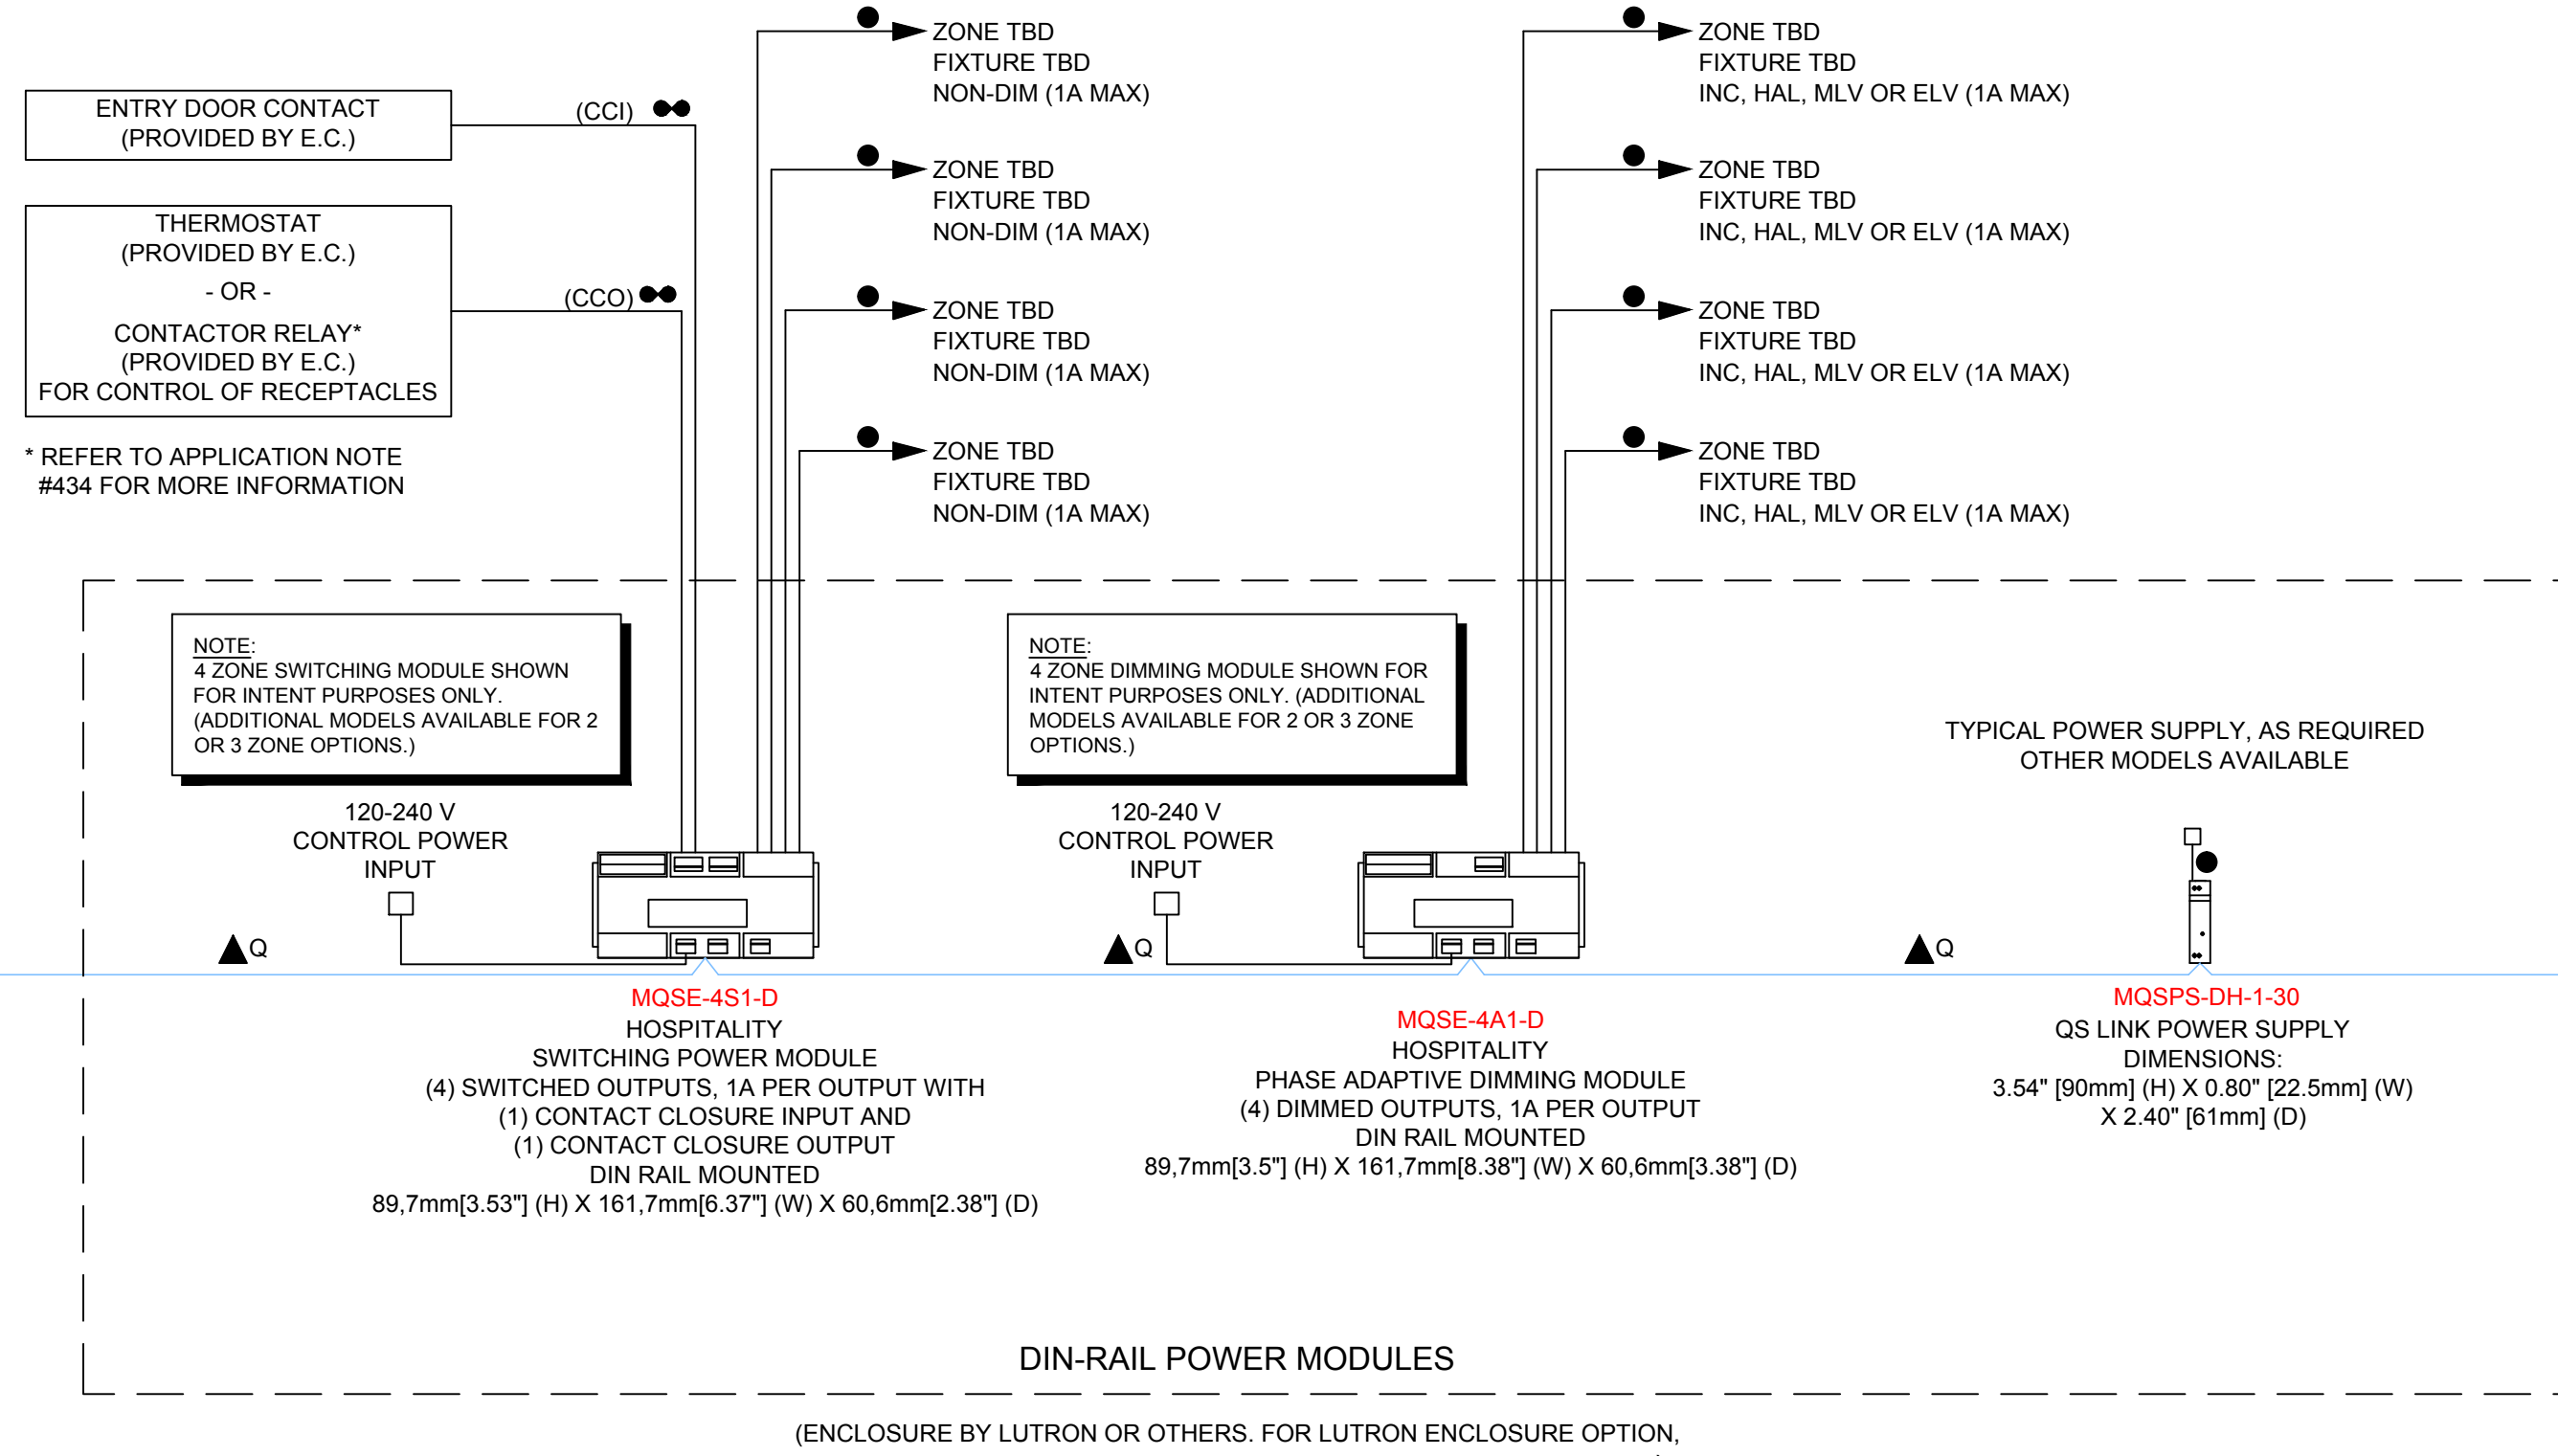 ENTRY DOOR CONTACT
(PROVIDED BY E.C.)
(CCI)
THERMOSTAT
(PROVIDED BY E.C.)
- OR -
CONTACTOR RELAY*
(PROVIDED BY E.C.)
FOR CONTROL OF RECEPTACLES
(CCO)
* REFER TO APPLICATION NOTE
#434 FOR MORE INFORMATION
ZONE TBD
FIXTURE TBD
NON-DIM (1A MAX)
ZONE TBD
FIXTURE TBD
NON-DIM (1A MAX)
ZONE TBD
FIXTURE TBD
NON-DIM (1A MAX)
ZONE TBD
FIXTURE TBD
NON-DIM (1A MAX)
ZONE TBD
FIXTURE TBD
INC, HAL, MLV OR ELV (1A MAX)
ZONE TBD
FIXTURE TBD
INC, HAL, MLV OR ELV (1A MAX)
ZONE TBD
FIXTURE TBD
INC, HAL, MLV OR ELV (1A MAX)
ZONE TBD
FIXTURE TBD
INC, HAL, MLV OR ELV (1A MAX)
NOTE:
4 ZONE SWITCHING MODULE SHOWN
FOR INTENT PURPOSES ONLY.
(ADDITIONAL MODELS AVAILABLE FOR 2
OR 3 ZONE OPTIONS.)
120-240 V
CONTROL POWER
INPUT
Q
MQSE-4S1-D
HOSPITALITY
SWITCHING POWER MODULE
(4) SWITCHED OUTPUTS, 1A PER OUTPUT WITH
(1) CONTACT CLOSURE INPUT AND
(1) CONTACT CLOSURE OUTPUT
DIN RAIL MOUNTED
89,7mm[3.53"] (H) X 161,7mm[6.37"] (W) X 60,6mm[2.38"] (D)
NOTE:
4 ZONE DIMMING MODULE SHOWN FOR
INTENT PURPOSES ONLY. (ADDITIONAL
MODELS AVAILABLE FOR 2 OR 3 ZONE
OPTIONS.)
120-240 V
CONTROL POWER
INPUT
Q
MQSE-4A1-D
HOSPITALITY
PHASE ADAPTIVE DIMMING MODULE
(4) DIMMED OUTPUTS, 1A PER OUTPUT
DIN RAIL MOUNTED
89,7mm[3.5"] (H) X 161,7mm[8.38"] (W) X 60,6mm[3.38"] (D)
TYPICAL POWER SUPPLY, AS REQUIRED
OTHER MODELS AVAILABLE
Q
MQSPS-DH-1-30
QS LINK POWER SUPPLY
DIMENSIONS:
3.54" [90mm] (H) X 0.80" [22.5mm] (W)
X 2.40" [61mm] (D)
DIN-RAIL POWER MODULES
(ENCLOSURE BY LUTRON OR OTHERS. FOR LUTRON ENCLOSURE OPTION,